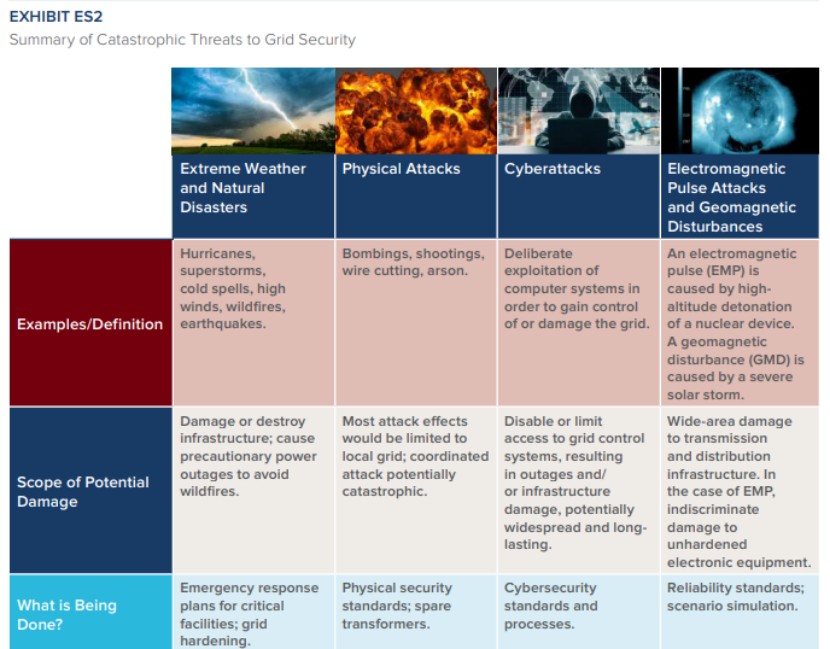 EXHIBIT ES2
Summary of Catastrophic Threats to Grid Security
Extreme Weather
and Natural
Disasters
Physical Attacks
Cyberattacks
Electromagnetic
Pulse Attacks
and Geomagnetic
Disturbances
Examples/Definition
Hurricanes,
superstorms,
cold spells, high
winds, wildfires,
earthquakes.
Bombings, shootings,
wire cutting, arson.
Deliberate
exploitation of
computer systems in
order to gain control
of or damage the grid.
An electromagnetic
pulse (EMP) is
caused by high-
altitude detonation
of a nuclear device.
A geomagnetic
disturbance (GMD) is
caused by a severe
solar storm.
Scope of Potential
Damage
Damage or destroy
infrastructure; cause
precautionary power
outages to avoid
wildfires.
Most attack effects
would be limited to
local grid; coordinated
attack potentially
catastrophic.
Disable or limit
access to grid control
systems, resulting
in outages and/
or infrastructure
damage, potentially
widespread and long-
lasting.
Wide-area damage
to transmission
and distribution
infrastructure. In
the case of EMP,
indiscriminate
damage to
unhardened
electronic equipment.
What is Being
Done?
Emergency response
plans for critical
facilities; grid
hardening.
Physical security
standards; spare
transformers.
Cybersecurity
standards and
processes.
Reliability standards;
scenario simulation.